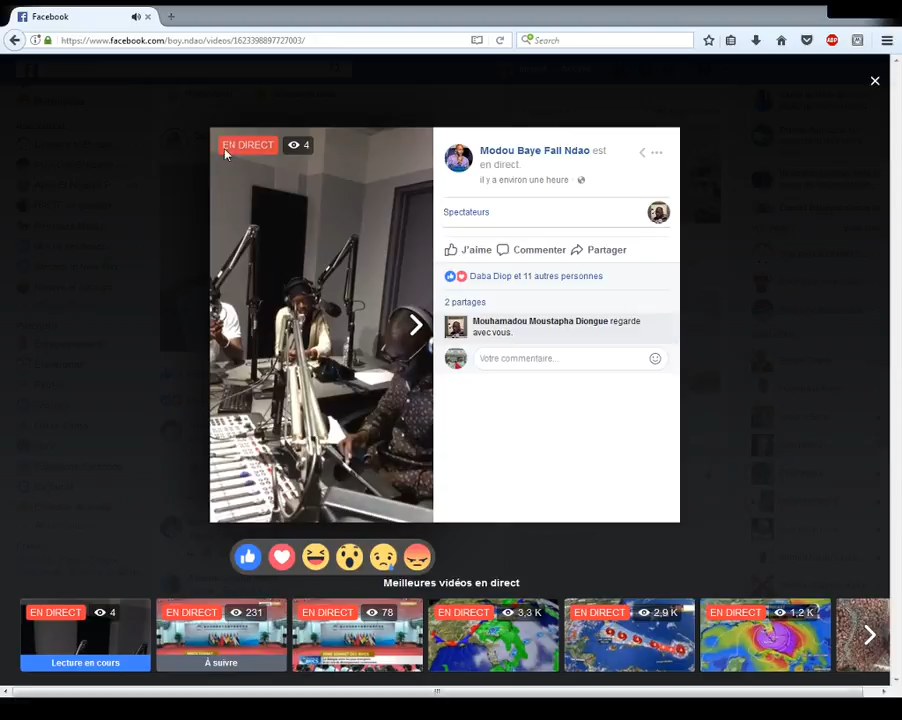 Facebook
https://www.facebook.com/boy.ndao/videos/1623398897727003/
Search
ABP
EN DIRECT 4
Modou Baye Fall Ndao est
en direct.
il y a environ une heure
Spectateurs
J'aime Commenter Partager
Daba Diop et 11 autres personnes
2 partages
Mouhamadou Moustapha Diongue regarde
avec vous.
Votre commentaire...
Meilleures vidéos en direct
EN DIRECT 4 EN DIRECT 231 EN DIRECT 78 EN DIRECT 3,3 K EN DIRECT 2,9 K EN DIRECT 1,2 K
Lecture en cours À suivre